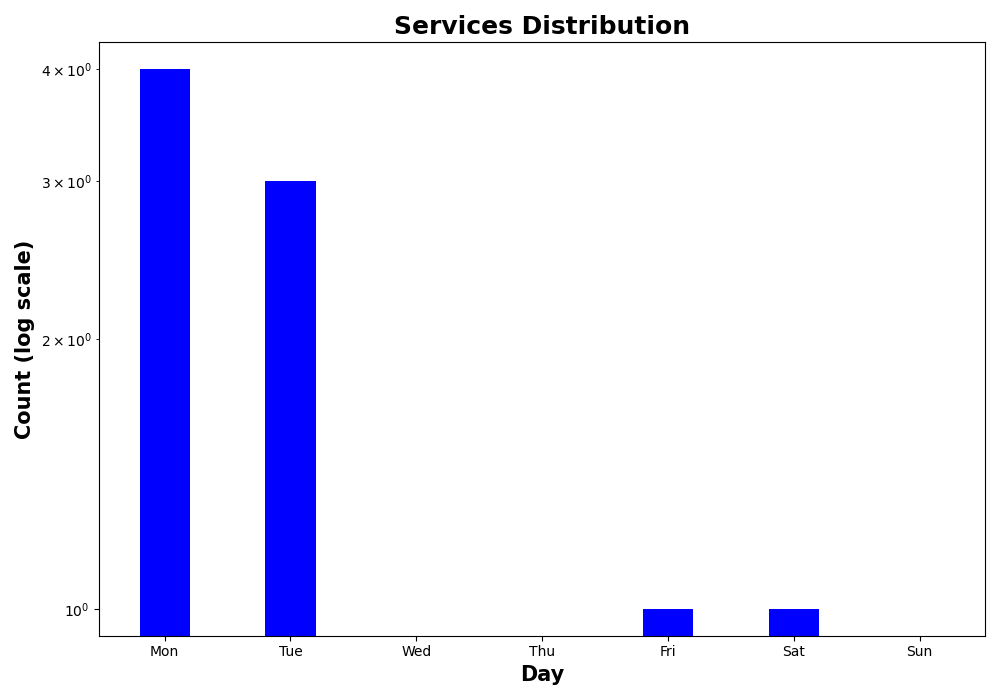 Services Distribution
Count (log scale)
4 × 10⁰
3 × 10⁰
2 × 10⁰
10⁰
Mon Tue Wed Thu Fri Sat Sun
Day